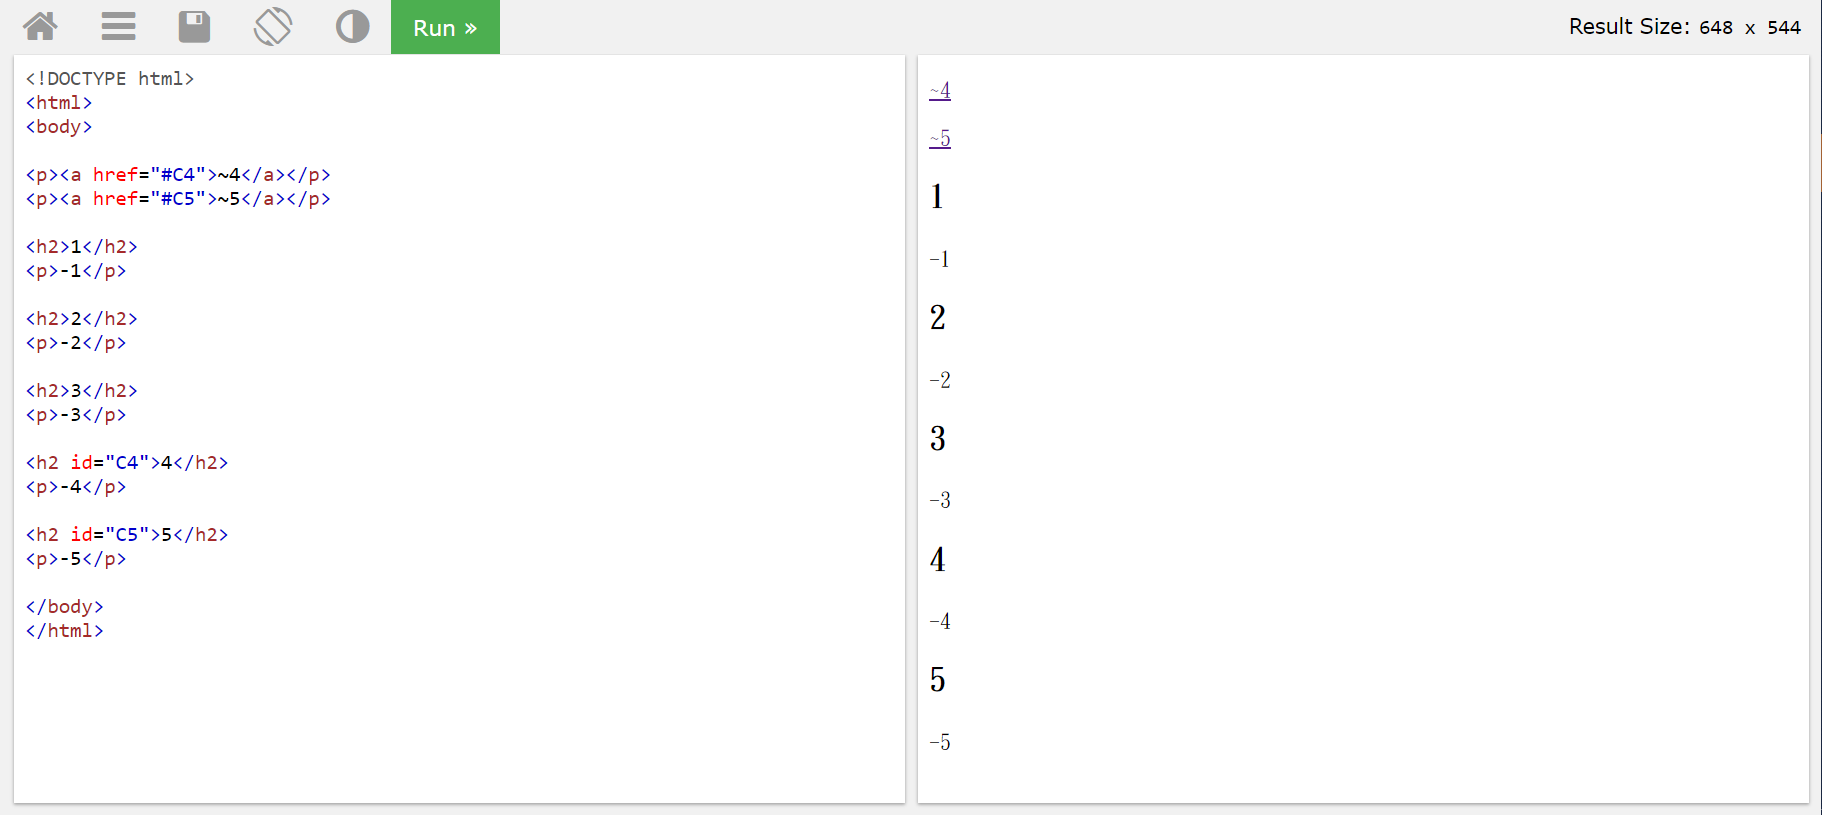 Run »
Result Size: 648 x 544
<!DOCTYPE html>
<html>
<body>
<p><a href="#C4">~4</a></p>
<p><a href="#C5">~5</a></p>
<h2>1</h2>
<p>-1</p>
<h2>2</h2>
<p>-2</p>
<h2>3</h2>
<p>-3</p>
<h2 id="C4">4</h2>
<p>-4</p>
<h2 id="C5">5</h2>
<p>-5</p>
</body>
</html>
~4
~5
1
-1
2
-2
3
-3
4
-4
5
-5